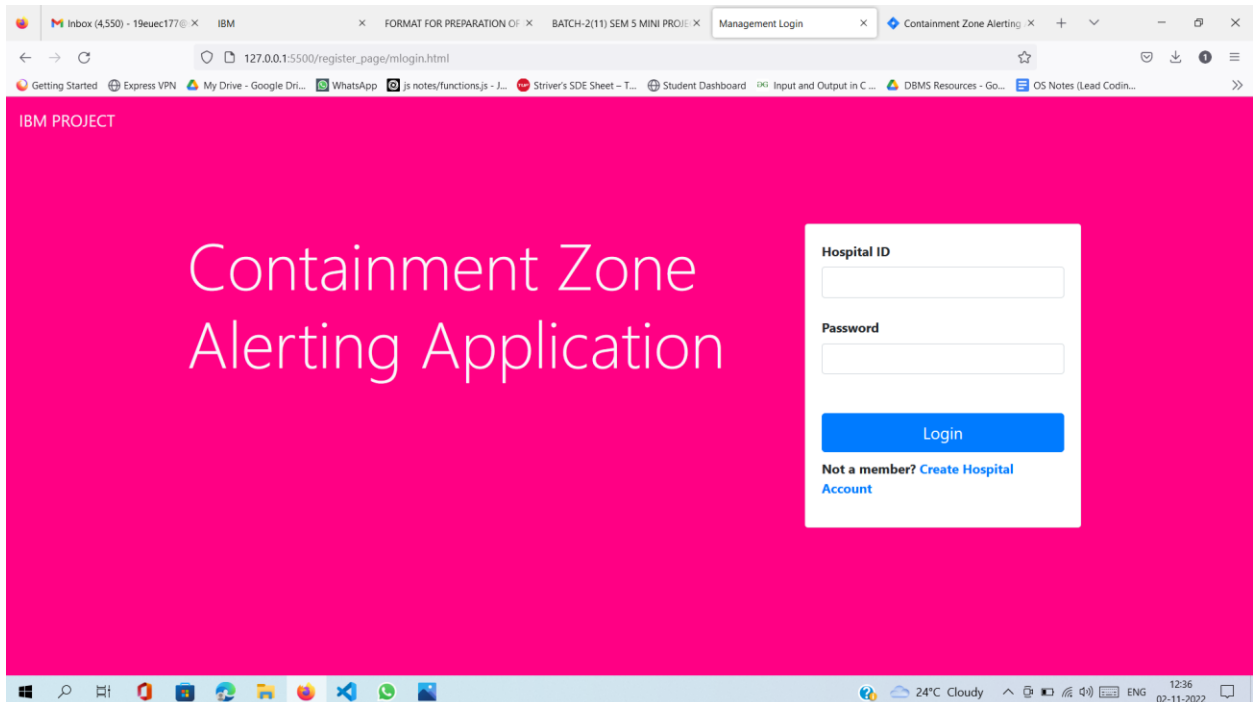 Inbox (4,550) - 19euec177@ IBM FORMAT FOR PREPARATION OF BATCH-2(11) SEM 5 MINI PROJE Management Login Containment Zone Alerting
127.0.0.1:5500/register_page/mlogin.html 1
Getting Started Express VPN My Drive - Google Dri... WhatsApp js notes/functions.js - J... Striver's SDE Sheet – T... Student Dashboard Input and Output in C ... DBMS Resources - Go... OS Notes (Lead Codin...
IBM PROJECT
Containment Zone
Alerting Application
Hospital ID
Password
Login
Not a member? Create Hospital
Account
24°C Cloudy ENG 12:36
02-11-2022